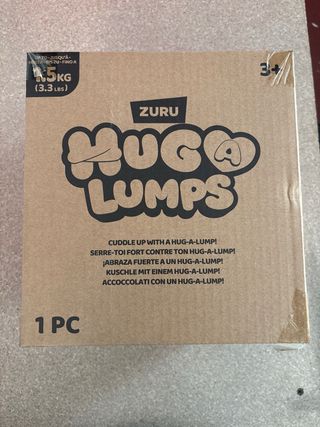 1.5KG
(3.3 LBS)
3+
ZURU
HUG A
LUMPS
CUDDLE UP WITH A HUG-A-LUMP!
SERRE-TOI FORT CONTRE TON HUG-A-LUMP!
¡ABRAZA FUERTE A UN HUG-A-LUMP!
KUSCHLE MIT EINEM HUG-A-LUMP!
ACCOCCOLATI CON UN HUG-A-LUMP!
1 PC